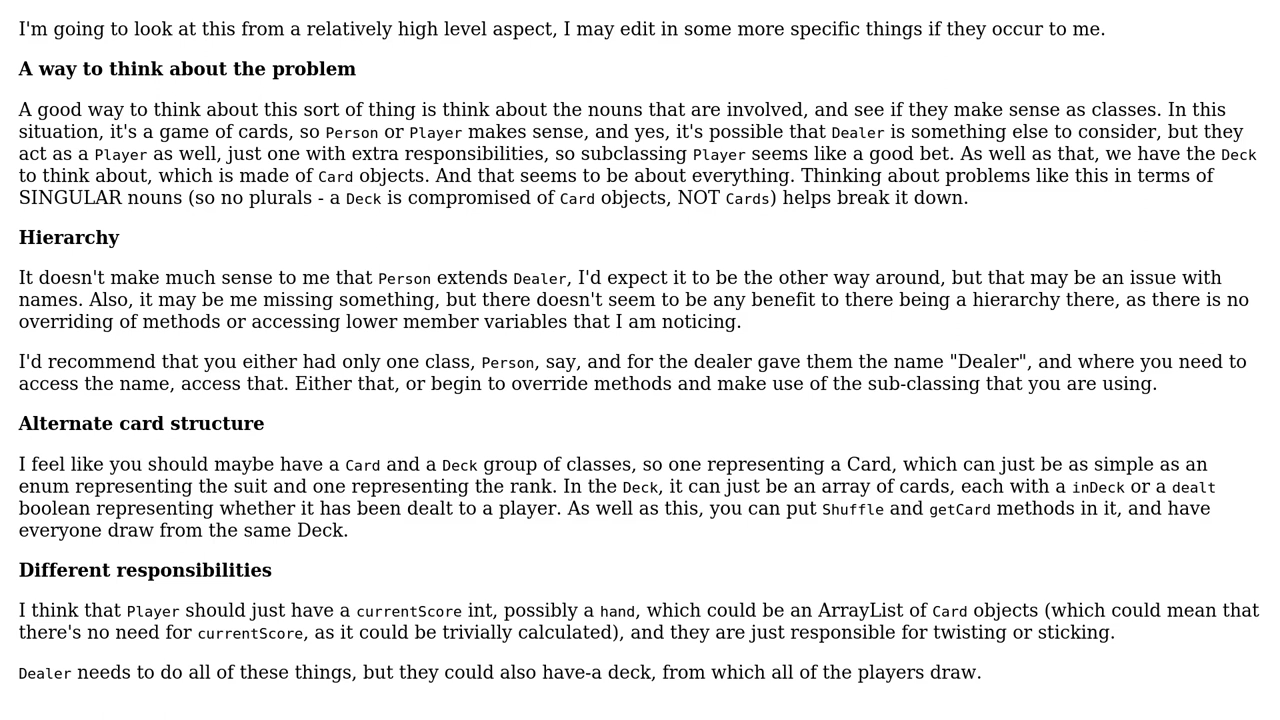 I'm going to look at this from a relatively high level aspect, I may edit in some more specific things if they occur to me.
A way to think about the problem
A good way to think about this sort of thing is think about the nouns that are involved, and see if they make sense as classes. In this
situation, it's a game of cards, so Person or Player makes sense, and yes, it's possible that Dealer is something else to consider, but they
act as a Player as well, just one with extra responsibilities, so subclassing Player seems like a good bet. As well as that, we have the Deck
to think about, which is made of Card objects. And that seems to be about everything. Thinking about problems like this in terms of
SINGULAR nouns (so no plurals - a Deck is compromised of Card objects, NOT Cards) helps break it down.
Hierarchy
It doesn't make much sense to me that Person extends Dealer, I'd expect it to be the other way around, but that may be an issue with
names. Also, it may be me missing something, but there doesn't seem to be any benefit to there being a hierarchy there, as there is no
overriding of methods or accessing lower member variables that I am noticing.
I'd recommend that you either had only one class, Person, say, and for the dealer gave them the name "Dealer", and where you need to
access the name, access that. Either that, or begin to override methods and make use of the sub-classing that you are using.
Alternate card structure
I feel like you should maybe have a Card and a Deck group of classes, so one representing a Card, which can just be as simple as an
enum representing the suit and one representing the rank. In the Deck, it can just be an array of cards, each with a inDeck or a dealt
boolean representing whether it has been dealt to a player. As well as this, you can put Shuffle and getCard methods in it, and have
everyone draw from the same Deck.
Different responsibilities
I think that Player should just have a currentScore int, possibly a hand, which could be an ArrayList of Card objects (which could mean that
there's no need for currentScore, as it could be trivially calculated), and they are just responsible for twisting or sticking.
Dealer needs to do all of these things, but they could also have-a deck, from which all of the players draw.